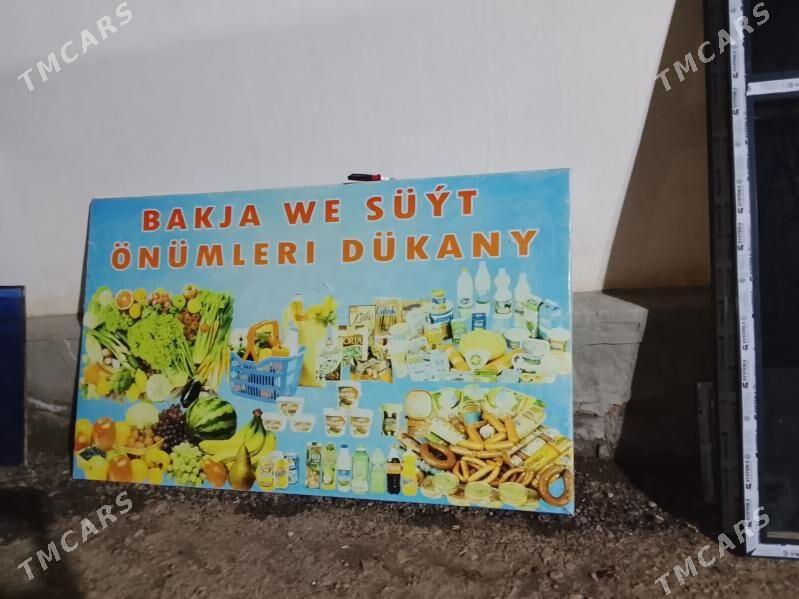 TMCARS
TMCARS
BAKJA WE SÜÝT
ÖNÜMLERI DÜKANY
TMCARS
TMCARS